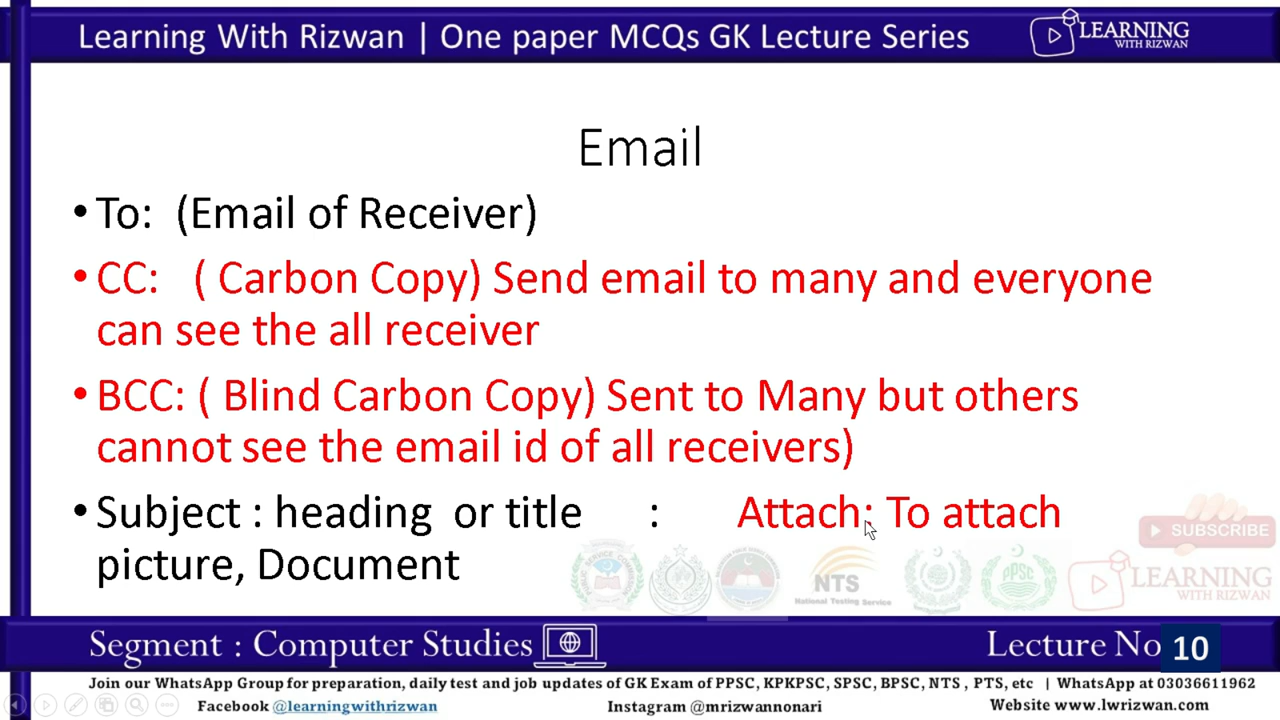 Learning With Rizwan | One paper MCQs GK Lecture Series
LEARNING
WITH RIZWAN
Email
• To: (Email of Receiver)
• CC: ( Carbon Copy) Send email to many and everyone
can see the all receiver
• BCC: ( Blind Carbon Copy) Sent to Many but others
cannot see the email id of all receivers)
• Subject : heading or title : Attach: To attach
picture, Document
SUBSCRIBE
NTS
National Testing Service
PPSC
LEARNING
WITH RIZWAN
Segment : Computer Studies
Lecture No 10
Join our WhatsApp Group for preparation, daily test and job updates of GK Exam of PPSC, KPKPSC, SPSC, BPSC, NTS , PTS, etc | WhatsApp at 03036611962
Facebook @learningwithrizwan Instagram @mrizwannonari Website www.lwrizwan.com